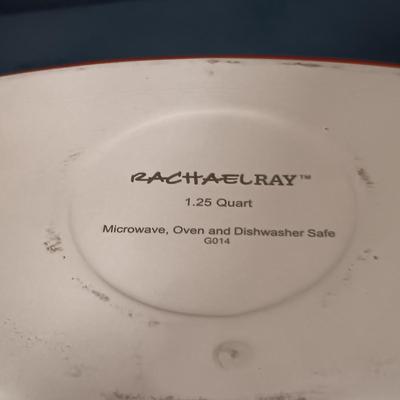 RACHAELRAY™
1.25 Quart
Microwave, Oven and Dishwasher Safe
G014